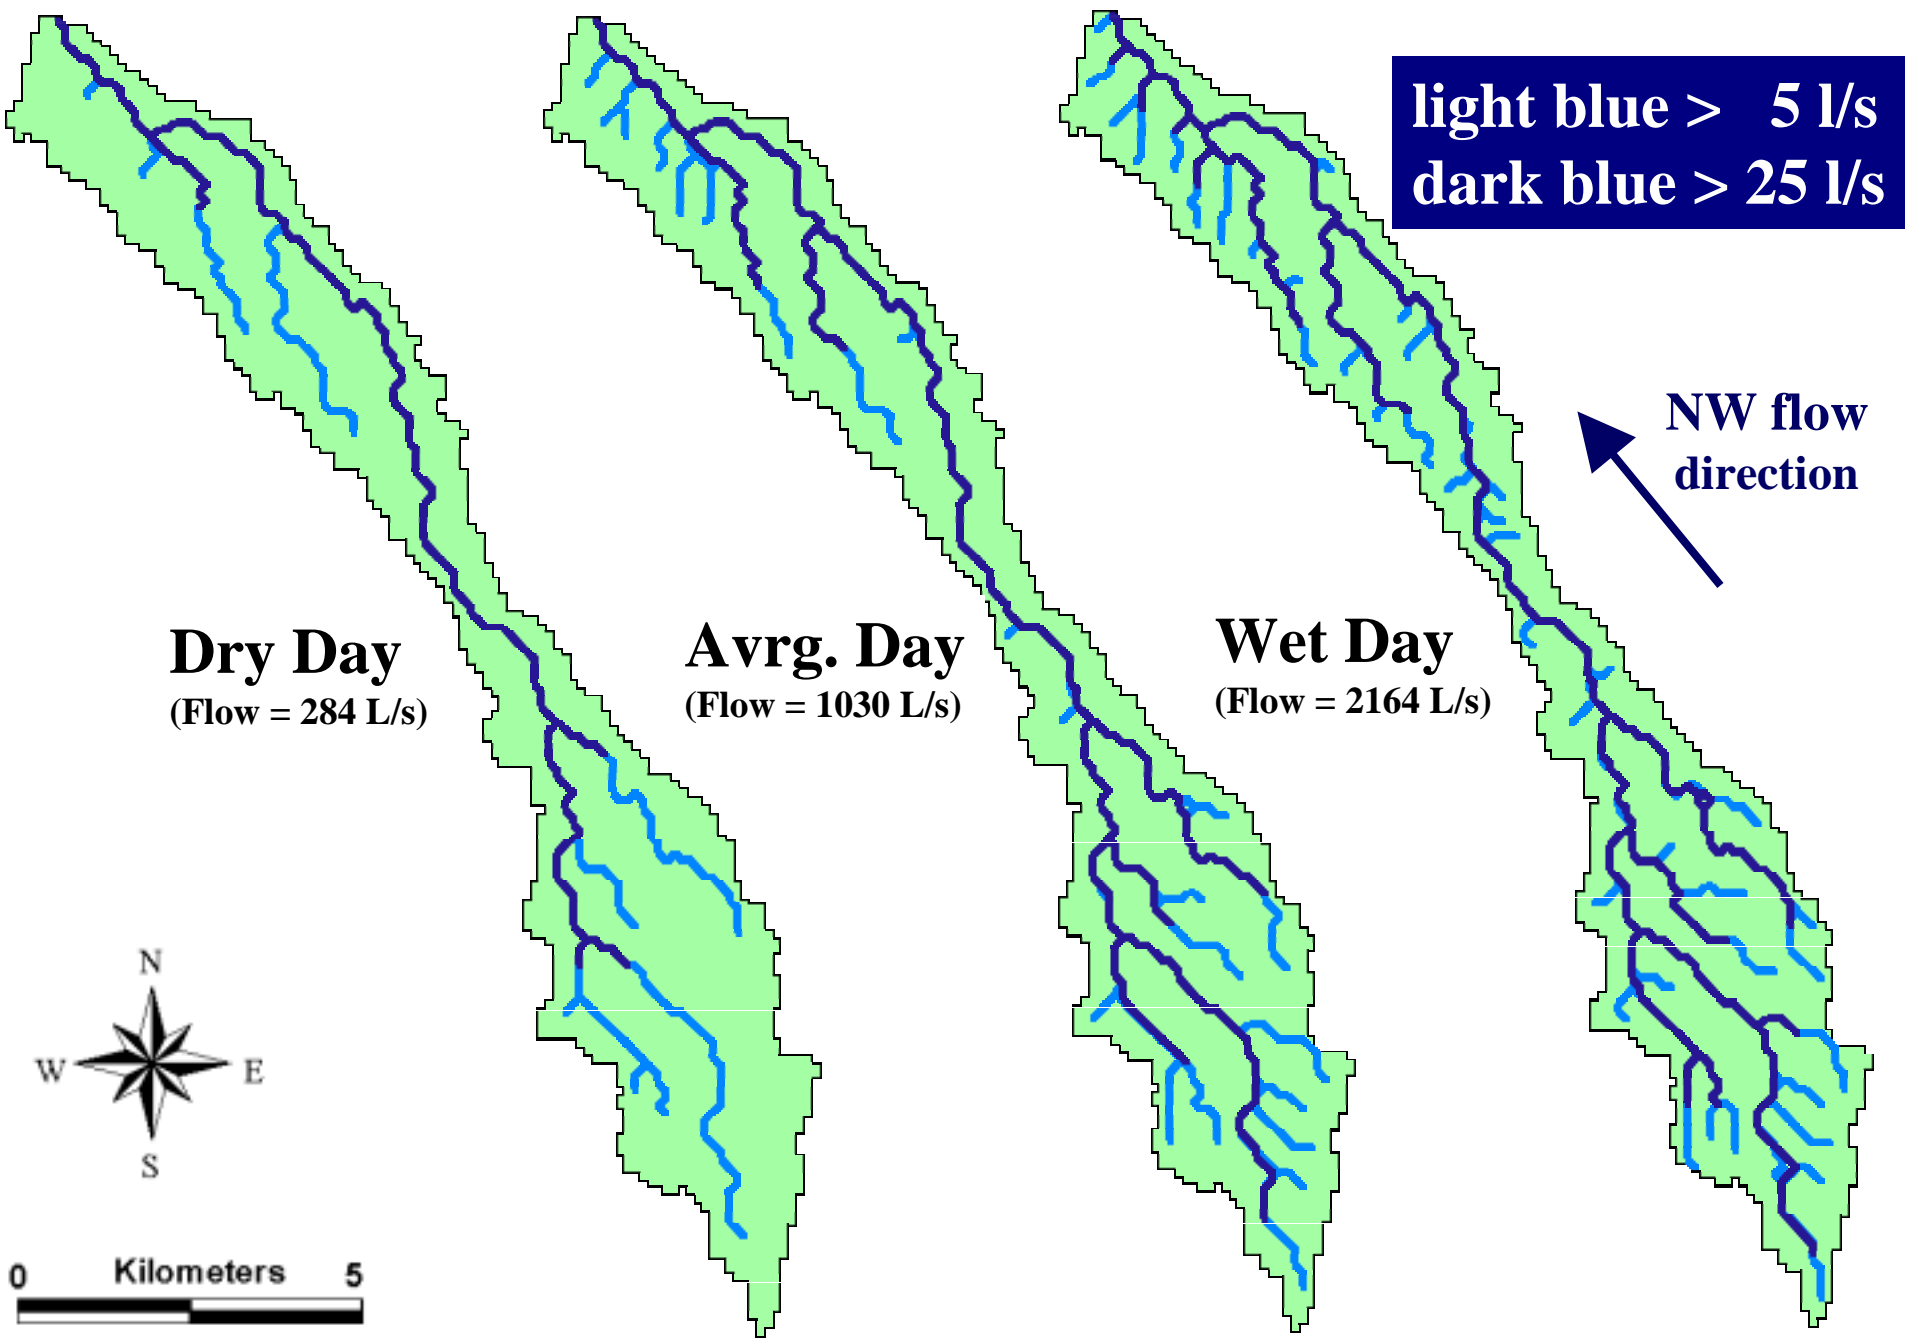 light blue > 5 l/s
dark blue > 25 l/s
NW flow
direction
Dry Day
(Flow = 284 L/s)
Avrg. Day
(Flow = 1030 L/s)
Wet Day
(Flow = 2164 L/s)
N
W E
S
0 Kilometers 5